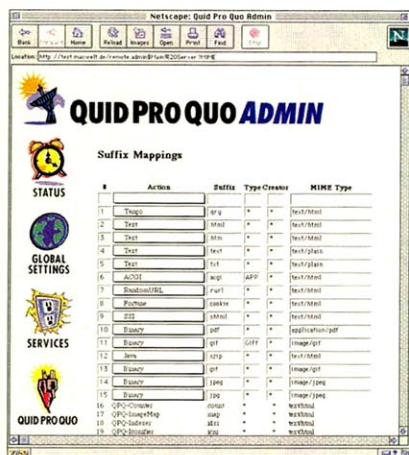 Netscape: Quid Pro Quo Admin
Back
Home
Reload
Images
Open
Print
Find
Stop
N
Location:
QUID PRO QUO ADMIN
Suffix Mappings
# Action Suffix Type Creator MIME Type
1 Tango qry * * text/html
2 Text html * * text/html
3 Text htm * * text/html
4 Text text * * text/plain
5 Text txt * * text/plain
6 ACGI acgi APP * text/html
7 RandomURL rurl * * text/html
8 Fortune cookie * * text/html
9 SSI shtml * * text/html
10 Binary pdf * * application/pdf
11 Binary gif GIFf * image/gif
12 Java * * text/html
13 Binary gif * * image/gif
14 Binary jpeg * * image/jpeg
15 Binary jpg * * image/jpeg
16 QPQ-Counter count * * text/html
17 QPQ-ImageMap map * * text/html
18 QPQ-Indexer * * text/html
19 * * text/html
STATUS
GLOBAL
SETTINGS
SERVICES
QUID PRO QUO